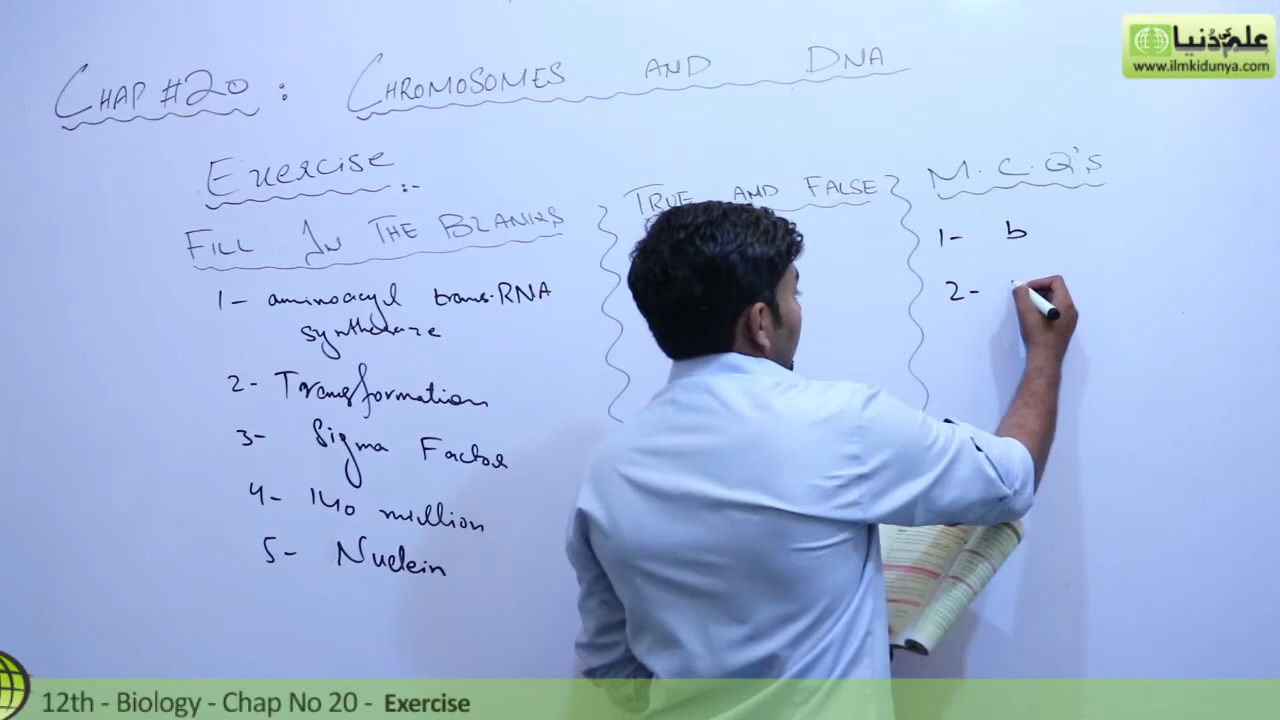 علم کی دُنیا
www.ilmkidunya.com
CHAP #20 : CHROMOSOMES AND DNA
Exercise :-
FILL IN THE BLANKS
1- aminoacyl trans.RNA
synthetaze
2- Transformation
3- Sigma Factor
4- 140 million
5- Nuclein
TRUE AND FALSE
M.C.Q's
1- b
2-
12th - Biology - Chap No 20 - Exercise